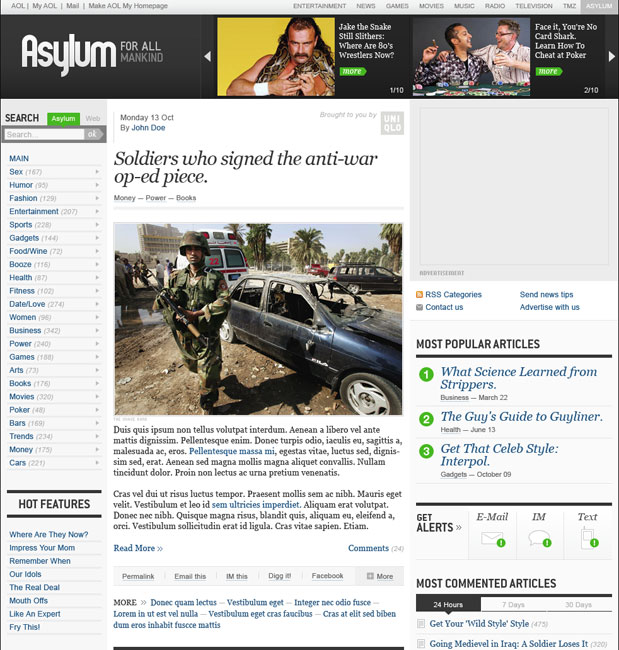 AOL | My AOL | Mail | Make AOL My Homepage
ENTERTAINMENT NEWS GAMES MOVIES MUSIC RADIO TELEVISION TMZ ASYLUM
Asylum FOR ALL MANKIND
Jake the Snake
Still Slithers:
Where Are 80's
Wrestlers Now?
more
1/10
Face it, You're No
Card Shark.
Learn How To
Cheat at Poker
more
2/10
SEARCH Asylum Web
Search... ok
MAIN
Sex (167)
Humor (95)
Fashion (129)
Entertainment (207)
Sports (228)
Gadgets (144)
Food/Wine (72)
Booze (116)
Health (87)
Fitness (102)
Date/Love (274)
Women (96)
Business (342)
Power (240)
Games (188)
Arts (73)
Books (176)
Movies (320)
Poker (48)
Bars (169)
Trends (234)
Money (175)
Cars (221)
HOT FEATURES
Where Are They Now?
Impress Your Mom
Remember When
Our Idols
The Real Deal
Mouth Offs
Like An Expert
Fry This!
Monday 13 Oct
By John Doe
Brought to you by
UNI
QLO
Soldiers who signed the anti-war
op-ed piece.
Money — Power — Books
Duis quis ipsum non tellus volutpat interdum. Aenean a libero vel ante
mattis dignissim. Pellentesque enim. Donec turpis odio, iaculis eu, sagittis a,
malesuada ac, eros. Pellentesque massa mi, egestas vitae, luctus sed, dignis-
sim sed, erat. Aenean sed magna mollis magna aliquet convallis. Nullam
tincidunt dolor. Proin non lectus ac urna pretium venenatis.
Cras vel dui ut risus luctus tempor. Praesent mollis sem ac nibh. Mauris eget
velit. Vestibulum et leo id sem ultricies imperdiet. Aliquam erat volutpat.
Donec nec nibh. Quisque magna risus, blandit quis, aliquam eu, eleifend a,
orci. Vestibulum sollicitudin erat id ligula. Cras vitae sapien. Etiam.
Read More »
Comments (24)
Permalink Email this IM this Digg it! Facebook More
MORE » Donec quam lectus — Vestibulum eget — Integer nec odio fusce —
Lorem in ut est vel nulla — Vestibulum eget cras faucibus — Cras at elit sed biben
dum eros inhabit fuscce mattis
ADVERTISEMENT
RSS Categories
Send news tips
Contact us
Advertise with us
MOST POPULAR ARTICLES
1 What Science Learned from
Strippers.
Business — March 22
2 The Guy's Guide to Guyliner.
Health — June 13
3 Get That Celeb Style:
Interpol.
Gadgets — October 09
GET
ALERTS »
E-Mail
IM
Text
MOST COMMENTED ARTICLES
24 Hours 7 Days 30 Days
Get Your 'Wild Style' Style (475)
Going Medievel in Iraq: A Soldier Loses It (320)